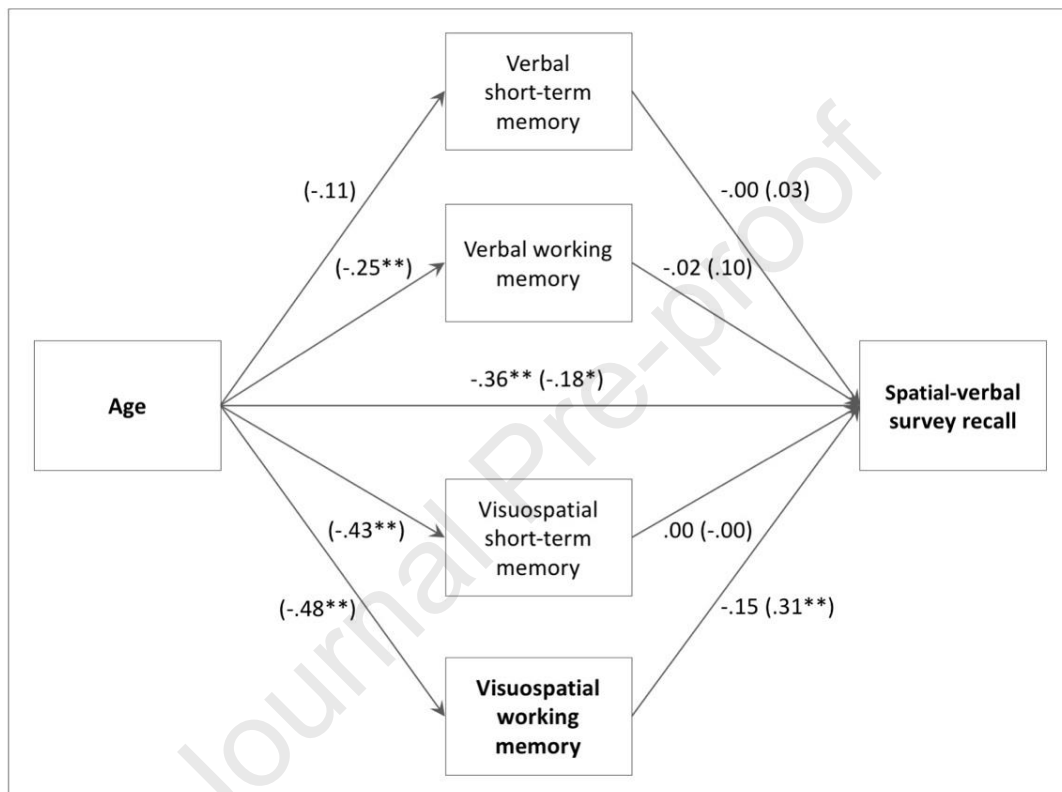 Verbal
short-term
memory
(-.11)
-.00 (.03)
Verbal working
memory
(-.25**)
-.02 (.10)
Age
-.36** (-.18*)
Spatial-verbal
survey recall
Visuospatial
short-term
memory
(-.43**)
.00 (-.00)
(-.48**)
-.15 (.31**)
Visuospatial
working
memory
Journal Pre-proof